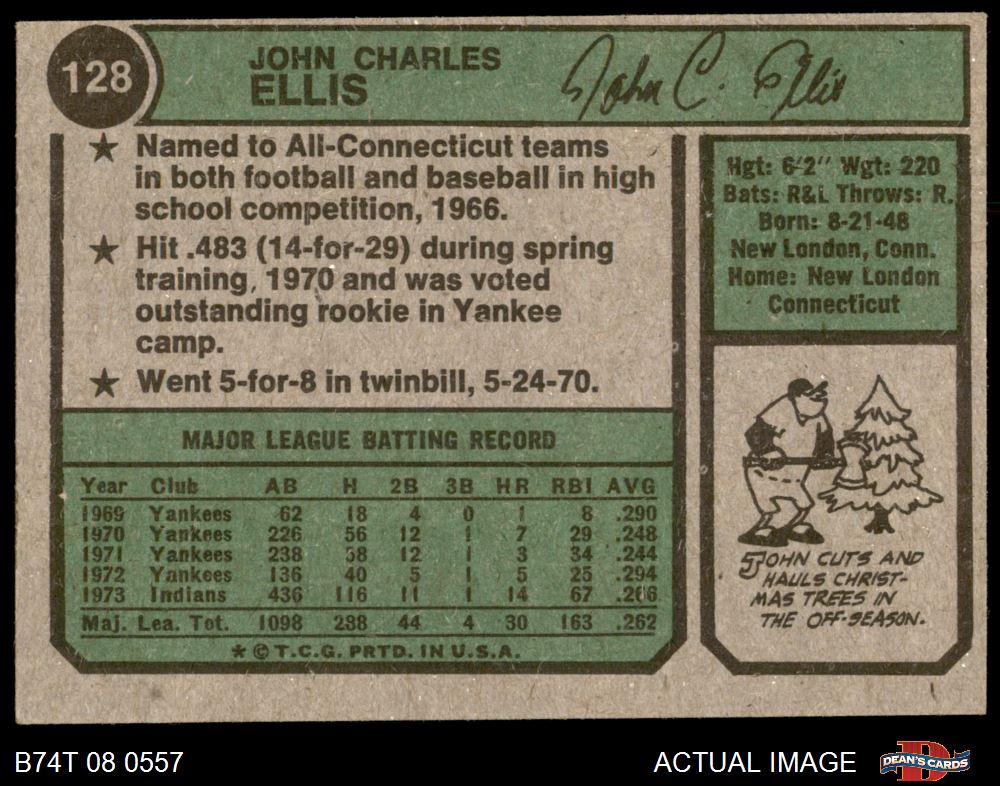 128
JOHN CHARLES
ELLIS
John C. Ellis
★ Named to All-Connecticut teams
in both football and baseball in high
school competition, 1966.
★ Hit .483 (14-for-29) during spring
training, 1970 and was voted
outstanding rookie in Yankee
camp.
★ Went 5-for-8 in twinbill, 5-24-70.
MAJOR LEAGUE BATTING RECORD
Year Club AB H 2B 3B HR RBI AVG
1969 Yankees 62 18 4 0 1 8 .290
1970 Yankees 226 56 12 1 7 29 .248
1971 Yankees 238 58 12 1 3 34 .244
1972 Yankees 136 40 5 1 5 25 .294
1973 Indians 436 116 11 1 14 67 .266
Maj. Lea. Tot. 1098 288 44 4 30 163 .262
* © T.C.G. PRTD. IN U.S.A.
Hgt: 6'2" Wgt: 220
Bats: R&L Throws: R.
Born: 8-21-48
New London, Conn.
Home: New London
Connecticut
JOHN CUTS AND
HAULS CHRIST-
MAS TREES IN
THE OFF-SEASON.
B74T 08 0557
ACTUAL IMAGE
D
DEAN'S CARDS